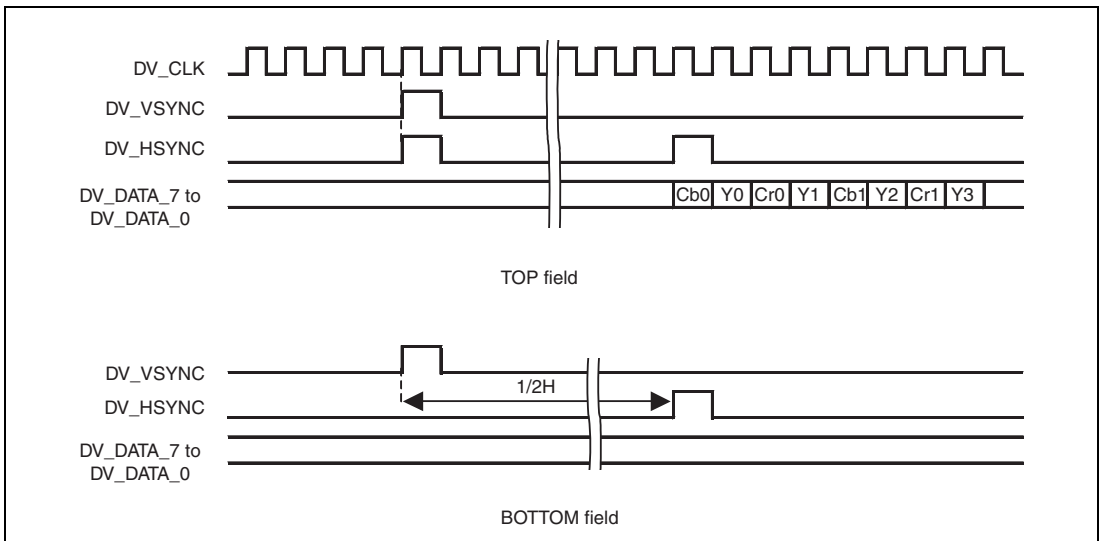 DV_CLK
DV_VSYNC
DV_HSYNC
DV_DATA_7 to
DV_DATA_0
Cb0 Y0 Cr0 Y1 Cb1 Y2 Cr1 Y3
TOP field
DV_VSYNC
1/2H
DV_HSYNC
DV_DATA_7 to
DV_DATA_0
BOTTOM field